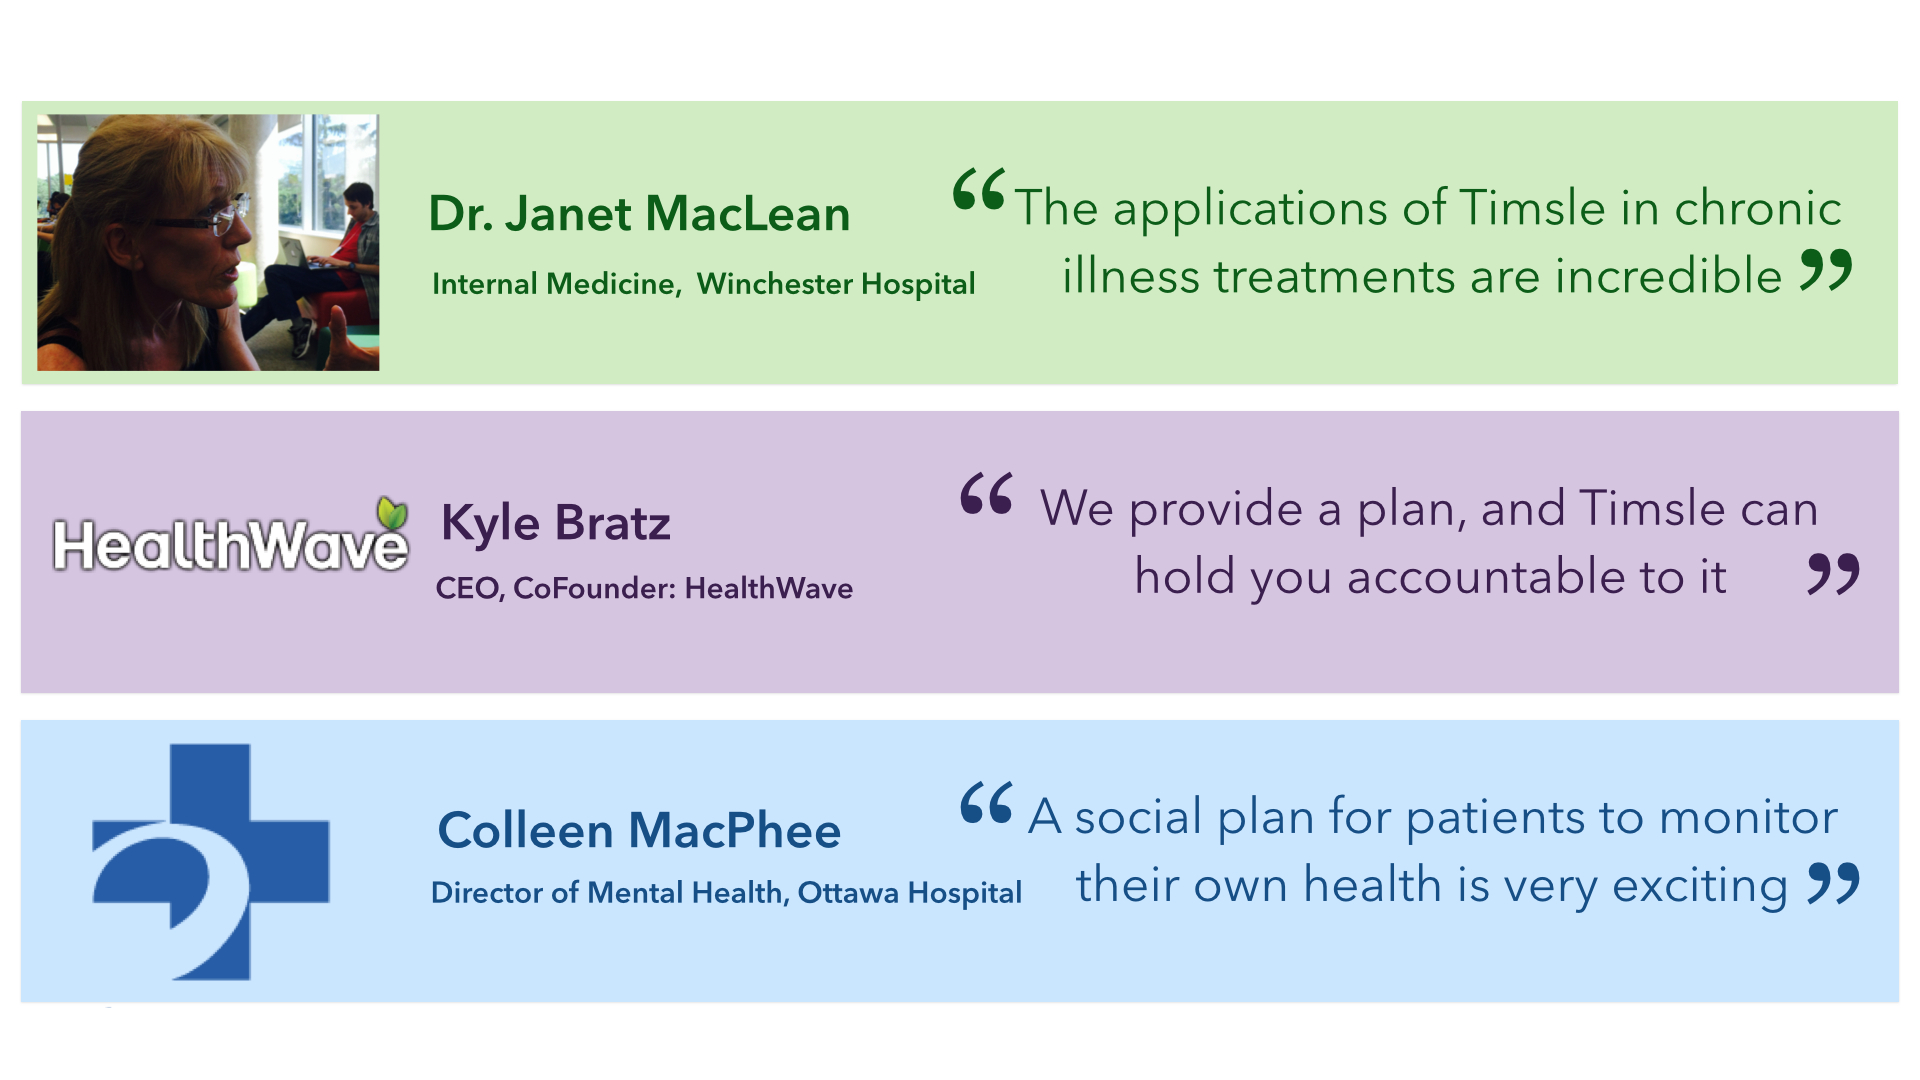 Dr. Janet MacLean
Internal Medicine, Winchester Hospital
“The applications of Timsle in chronic
illness treatments are incredible”
HealthWave
Kyle Bratz
CEO, CoFounder: HealthWave
“ We provide a plan, and Timsle can
hold you accountable to it ”
Colleen MacPhee
Director of Mental Health, Ottawa Hospital
“ A social plan for patients to monitor
their own health is very exciting ”